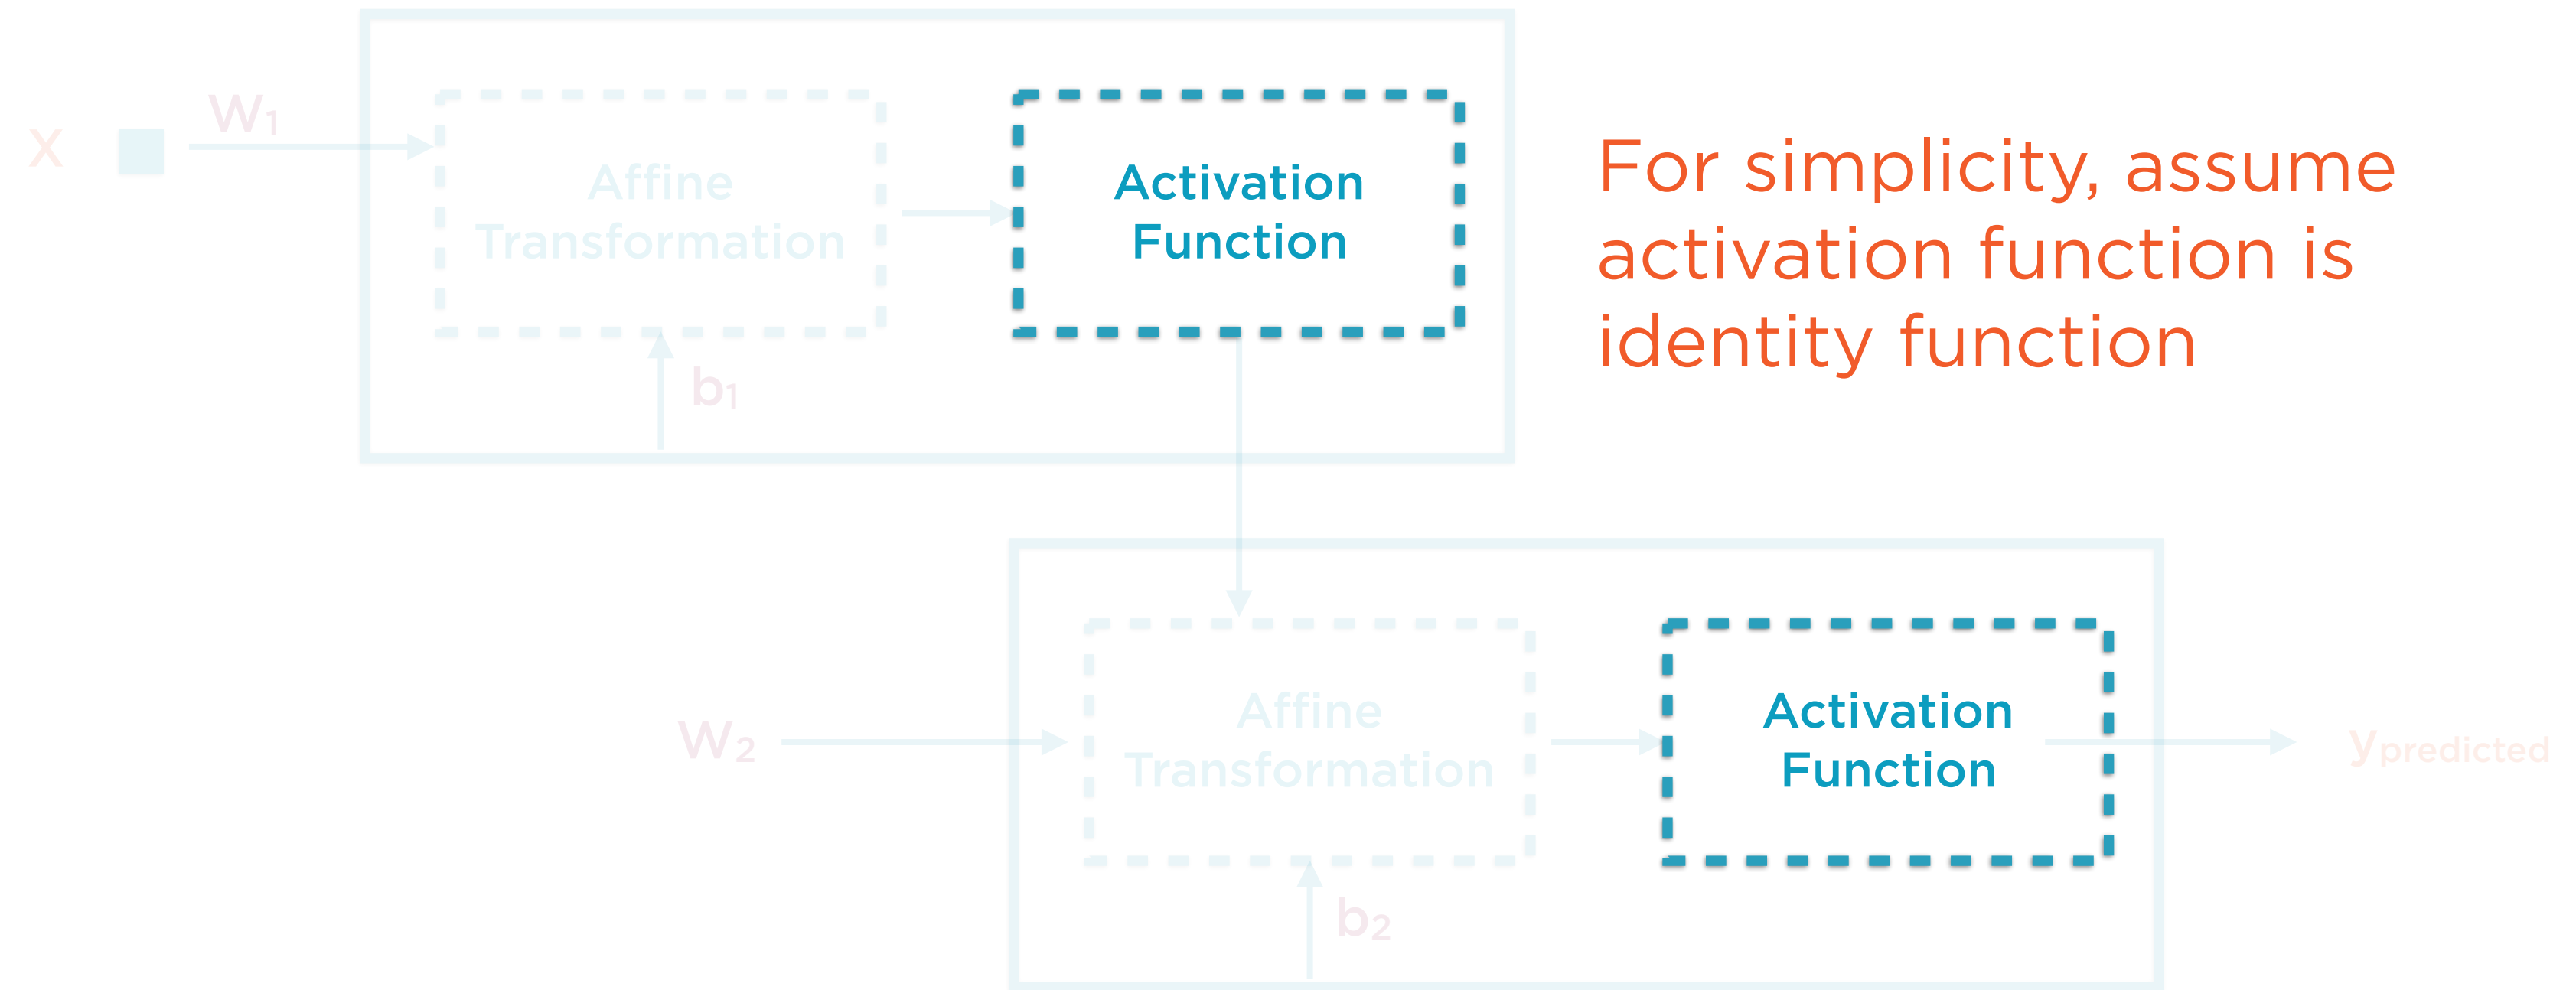 X
W₁
Affine
Transformation
Activation
Function
b₁
For simplicity, assume
activation function is
identity function
W₂
Affine
Transformation
Activation
Function
b₂
ypredicted